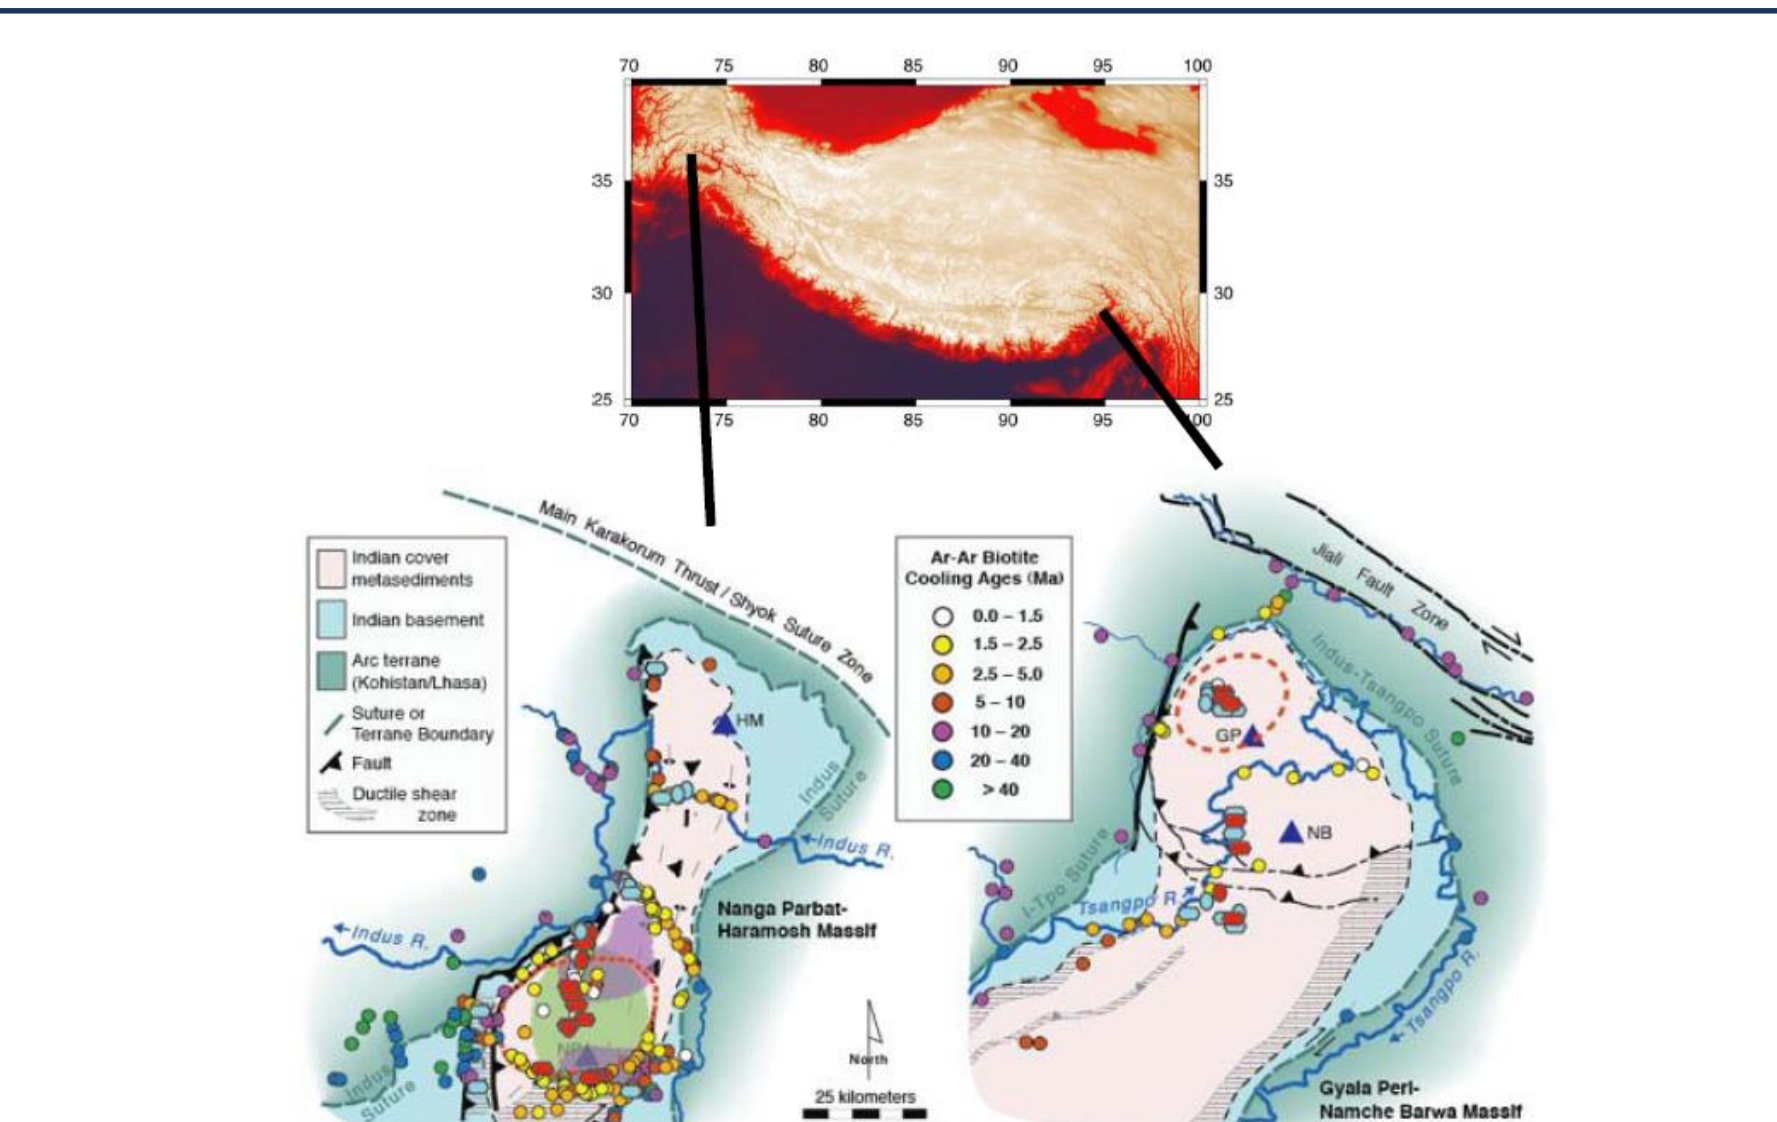 70 75 80 85 90 95 100
35 35
30 30
25 25
70 75 80 85 90 95 100
Main Karakorum Thrust / Shyok Suture Zone
Indian cover
metasediments
Indian basement
Arc terrane
(Kohistan/Lhasa)
Suture or
Terrane Boundary
Fault
Ductile shear
zone
HM
Indus
Suture
Indus R.
Indus R.
Nanga Parbat-
Haramosh Massif
Indus
Suture
North
25 kilometers
Ar-Ar Biotite
Cooling Ages (Ma)
0.0 – 1.5
1.5 – 2.5
2.5 – 5.0
5 – 10
10 – 20
20 – 40
> 40
Jiali Fault Zone
Indus-Tsangpo Suture
GP
NB
I-Tpo Suture
Tsangpo R.
Tsangpo R.
Gyala Peri-
Namche Barwa Massif